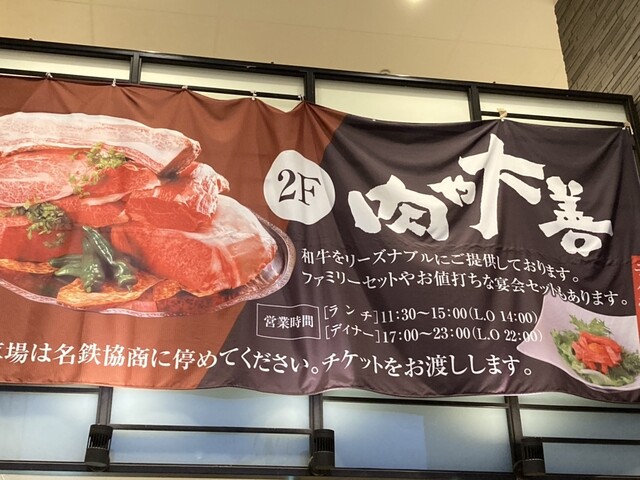 2F
肉や大善
和牛をリーズナブルにご提供しております。
ファミリーセットやお値打ちな宴会セットもあります。
営業時間
[ランチ]11:30~15:00(L.O 14:00)
[ディナー]17:00~23:00(L.O 22:00)
車場は名鉄協商に停めてください。チケットをお渡しします。